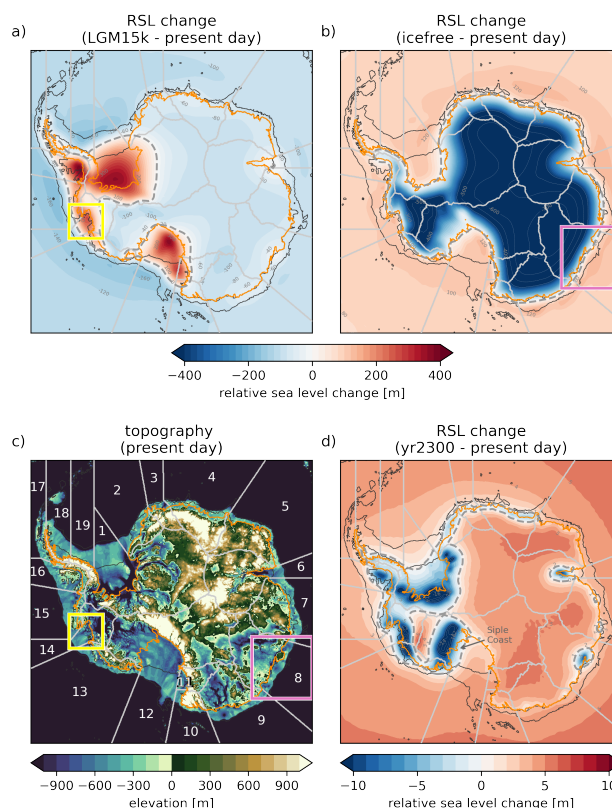 a)
RSL change
(LGM15k - present day)
b)
RSL change
(icefree - present day)
−400
−200
0
200
400
relative sea level change [m]
c)
topography
(present day)
17
18
19
1
2
3
4
5
6
7
8
9
10
11
12
13
14
15
16
−900
−600
−300
0
300
600
900
elevation [m]
d)
RSL change
(yr2300 - present day)
Siple
Coast
−10
−5
0
5
10
relative sea level change [m]